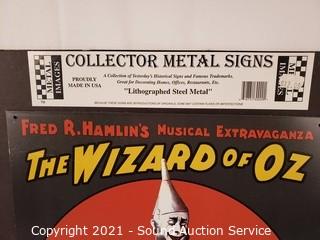 COLLECTOR METAL SIGNS
METAL IMAGES
PROUDLY
MADE IN USA
A Collection of Yesterday's Historical Signs and Famous Trademarks.
Great for Decorating Homes, Offices, Restaurants, Etc.
"Lithographed Steel Metal"
METAL IMAGES
FRED R. HAMLIN'S MUSICAL EXTRAVAGANZA
THE WIZARD OF OZ
Copyright 2021 - Sound Auction Service